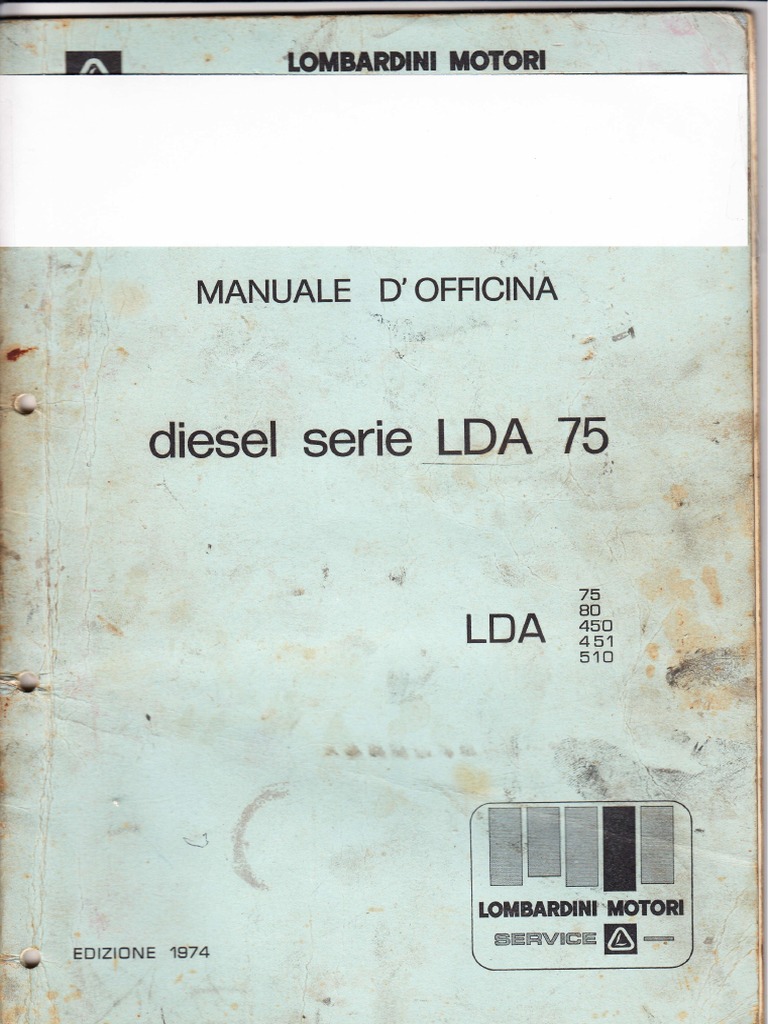 LOMBARDINI MOTORI
MANUALE D'OFFICINA
diesel serie LDA 75
LDA
75
80
450
451
510
LOMBARDINI MOTORI
SERVICE
EDIZIONE 1974